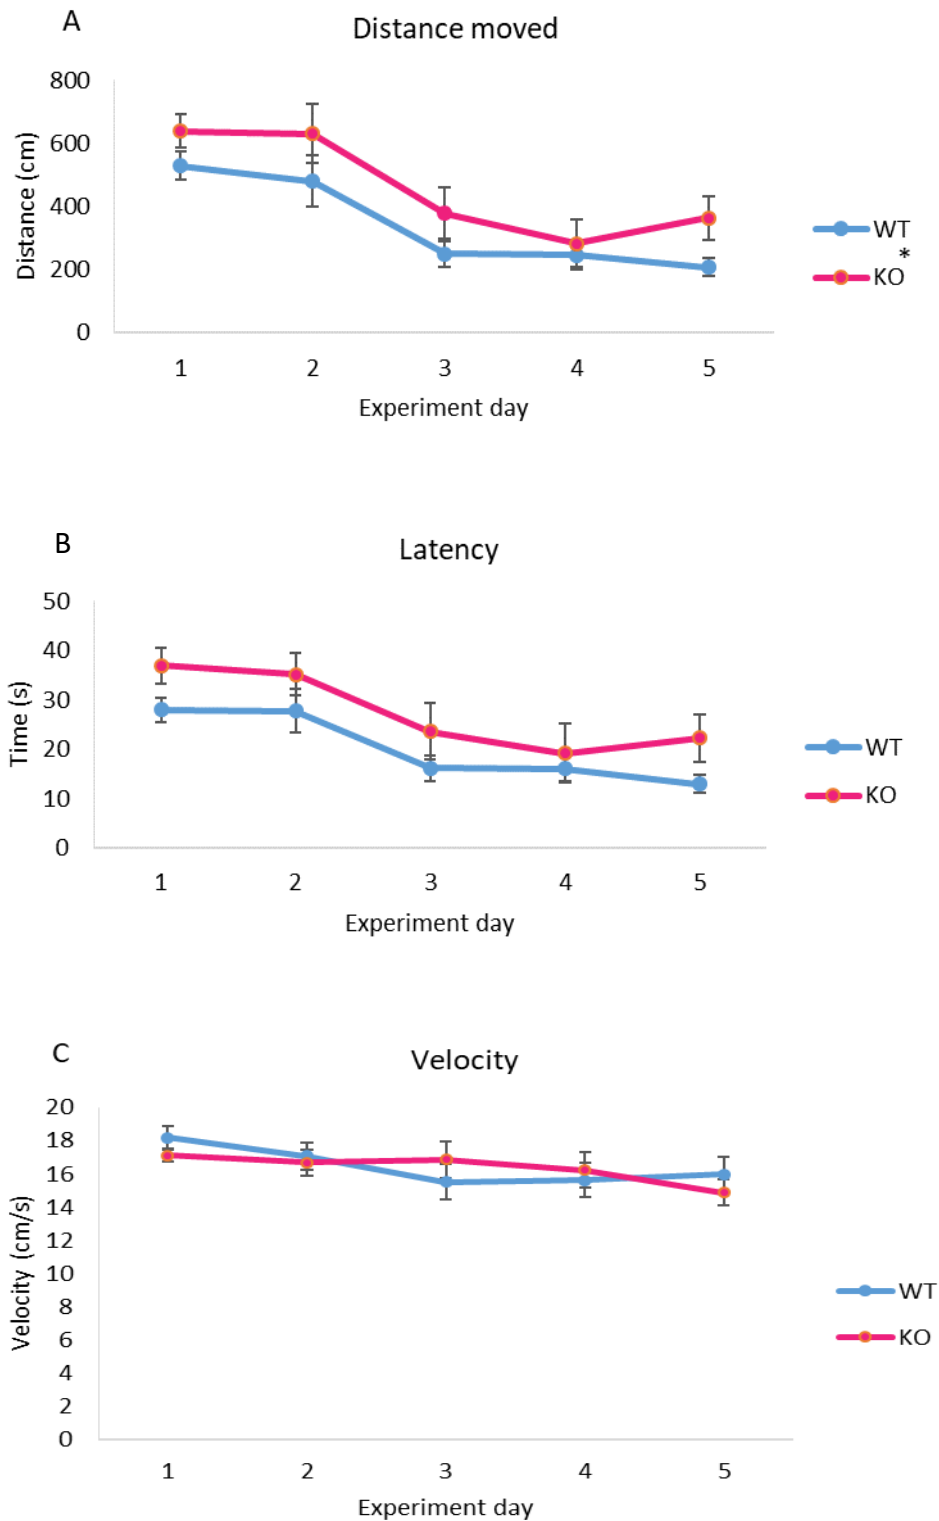 A
Distance moved
800
600
400
200
0
Distance (cm)
1 2 3 4 5
Experiment day
WT
*
KO
B
Latency
50
40
30
20
10
0
Time (s)
1 2 3 4 5
Experiment day
WT
KO
C
Velocity
20
18
16
14
12
10
8
6
4
2
0
Velocity (cm/s)
1 2 3 4 5
Experiment day
WT
KO